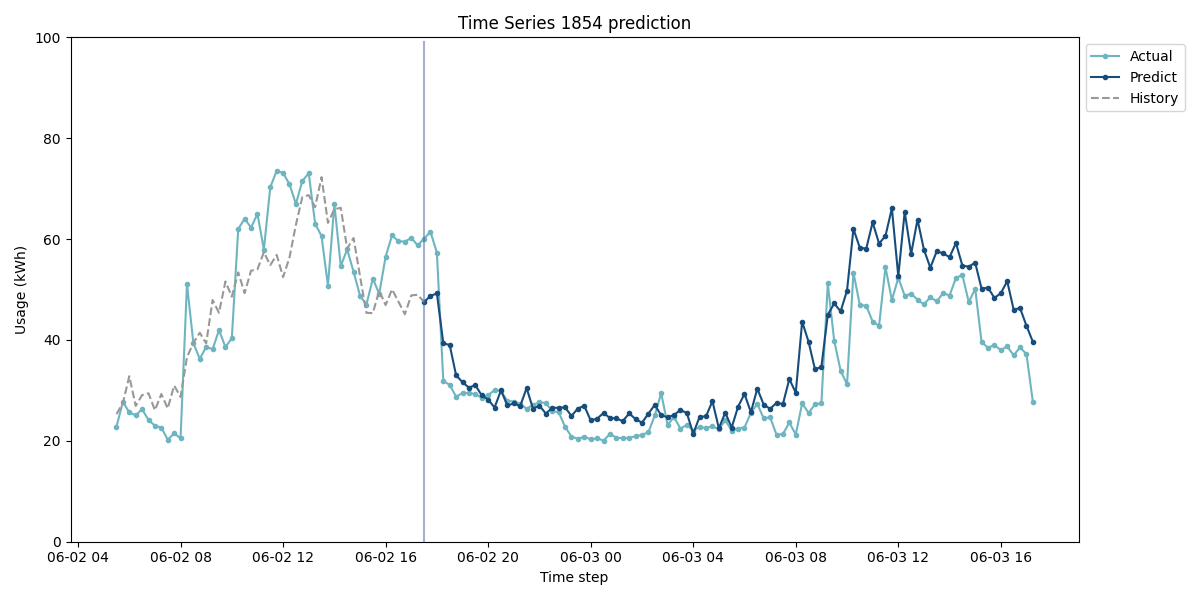 Time Series 1854 prediction
Usage (kWh)
100
80
60
40
20
0
06-02 04
06-02 08
06-02 12
06-02 16
06-02 20
06-03 00
06-03 04
06-03 08
06-03 12
06-03 16
Time step
Actual
Predict
History